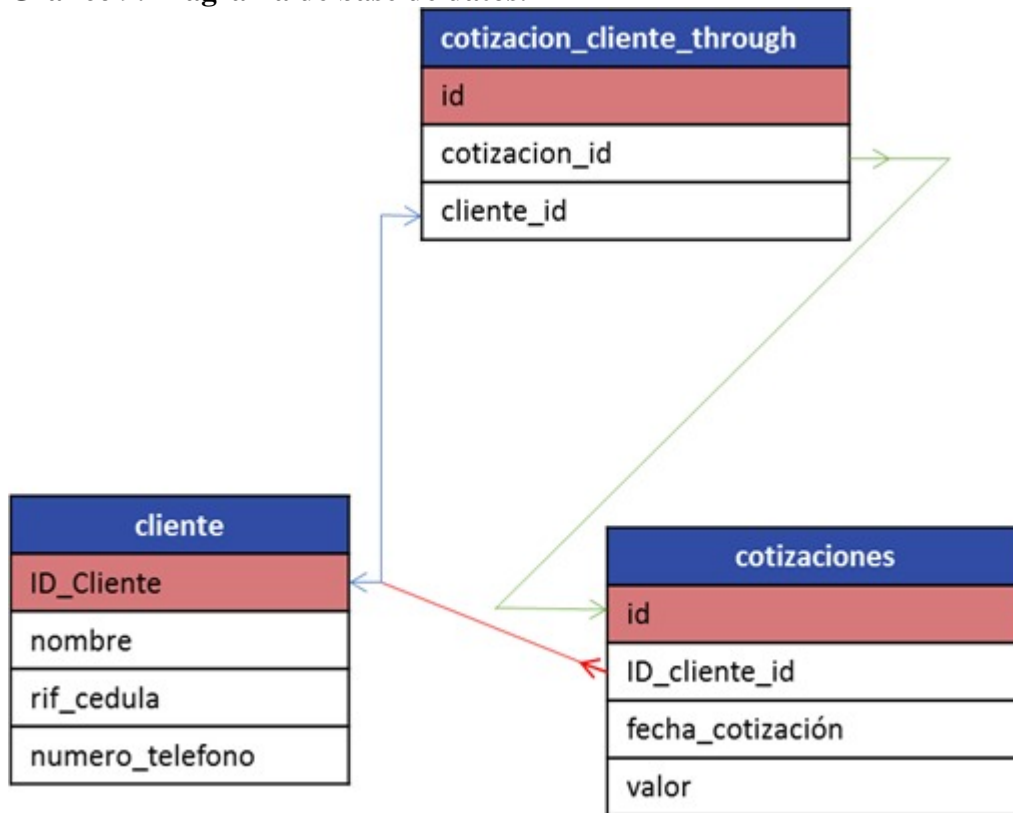 cotizacion_cliente_through
id
cotizacion_id
cliente_id
cliente
ID_Cliente
nombre
rif_cedula
numero_telefono
cotizaciones
id
ID_cliente_id
fecha_cotización
valor